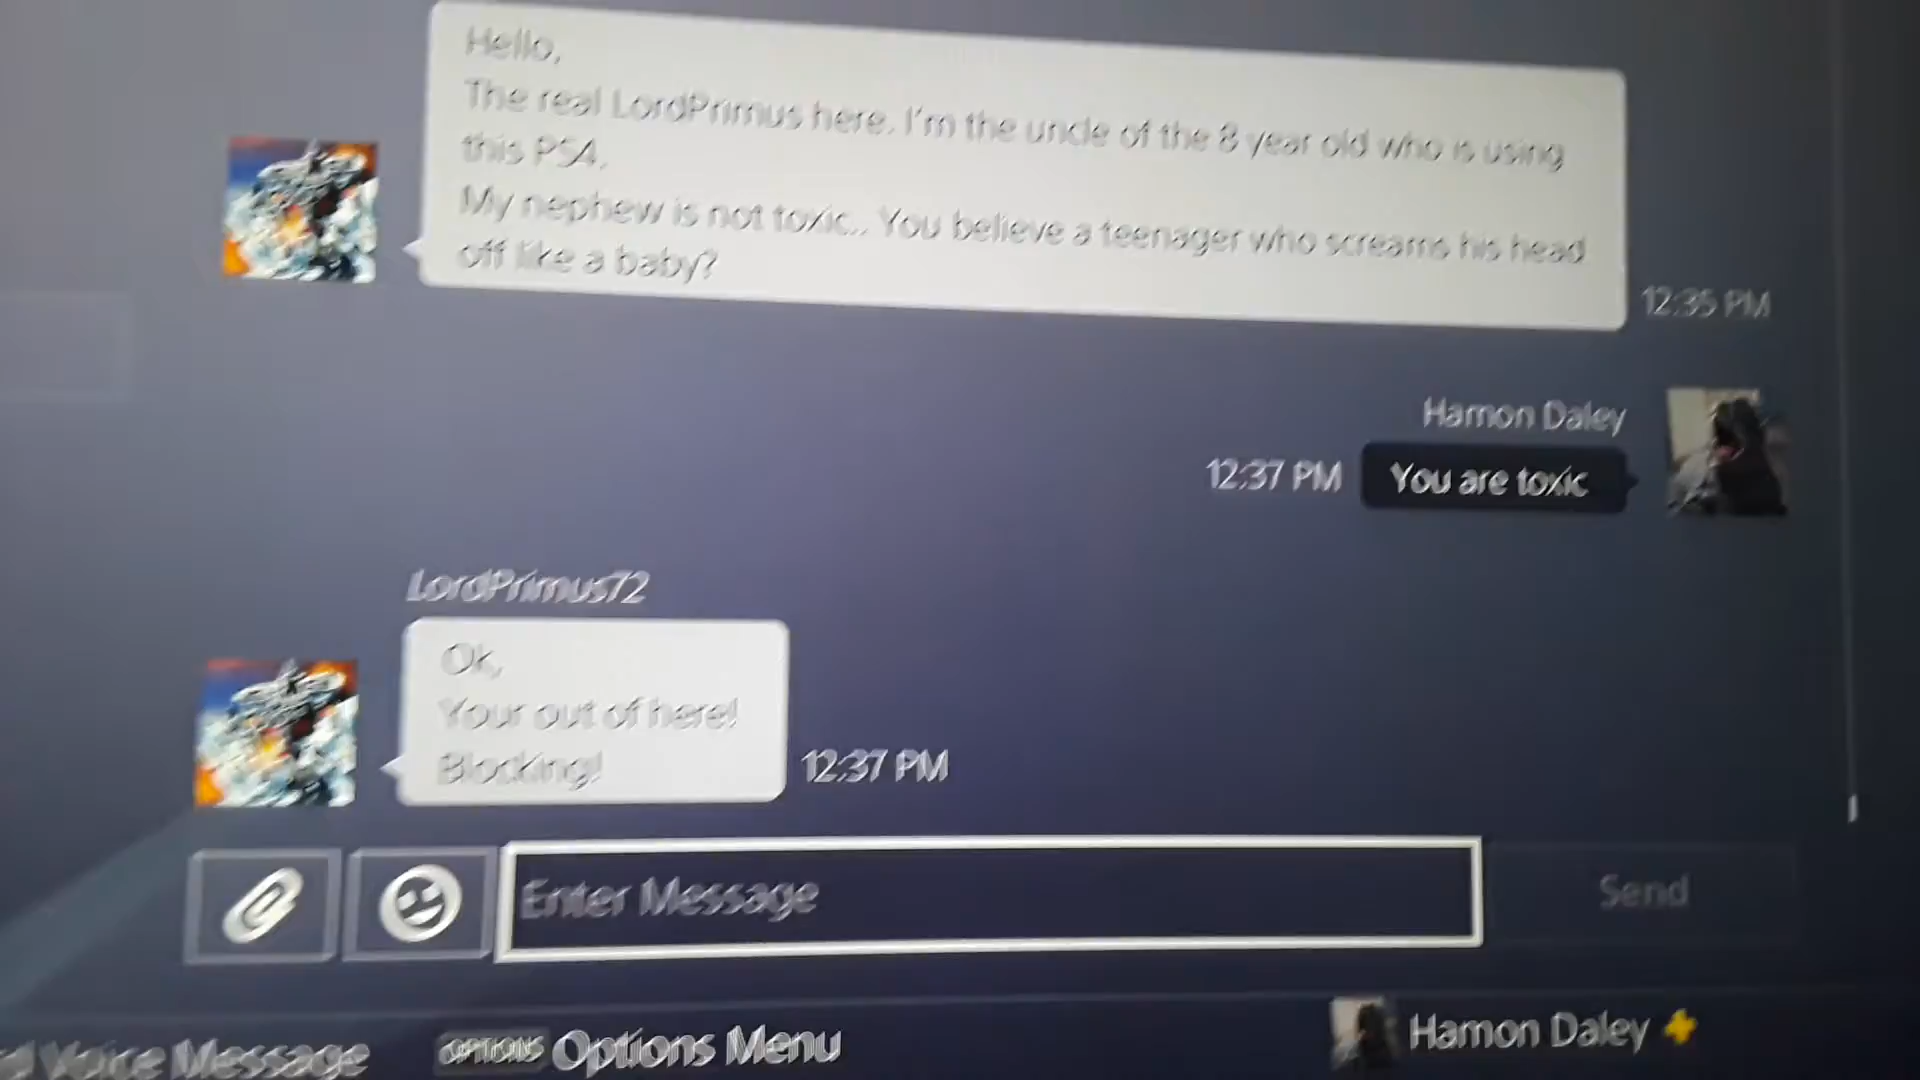 Hello,
The real LordPrimus here. I'm the uncle of the 8 year old who is using
this PS4.
My nephew is not toxic.. You believe a teenager who screams his head
off like a baby?
12:35 PM
Hamon Daley
12:37 PM You are toxic
LordPrimus72
Ok,
Your out of here!
Blocking!
12:37 PM
Enter Message
Send
d Voice Message OPTIONS Options Menu Hamon Daley